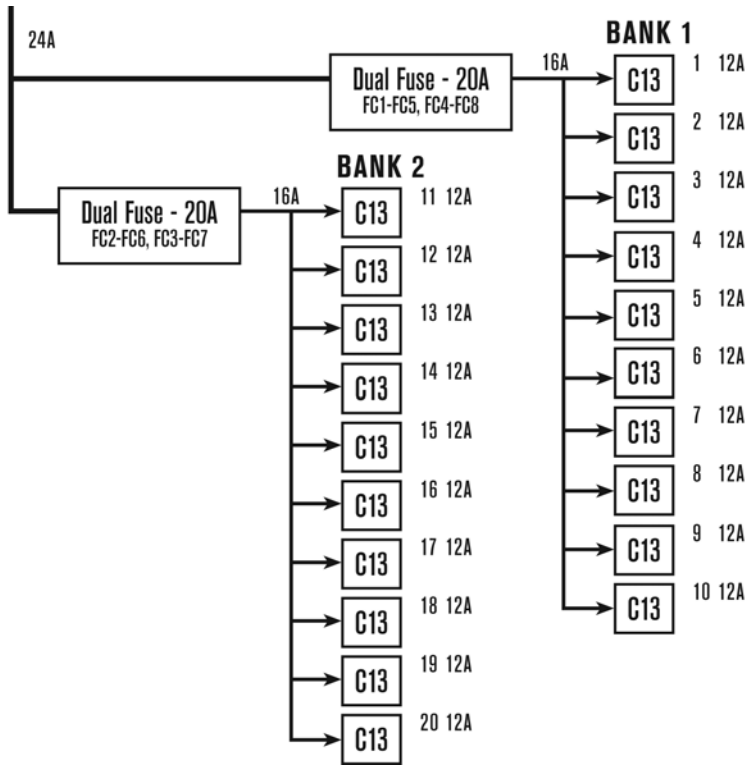 24A
Dual Fuse - 20A
FC1-FC5, FC4-FC8
16A
BANK 1
C13 1 12A
C13 2 12A
C13 3 12A
C13 4 12A
C13 5 12A
C13 6 12A
C13 7 12A
C13 8 12A
C13 9 12A
C13 10 12A
Dual Fuse - 20A
FC2-FC6, FC3-FC7
16A
BANK 2
C13 11 12A
C13 12 12A
C13 13 12A
C13 14 12A
C13 15 12A
C13 16 12A
C13 17 12A
C13 18 12A
C13 19 12A
C13 20 12A